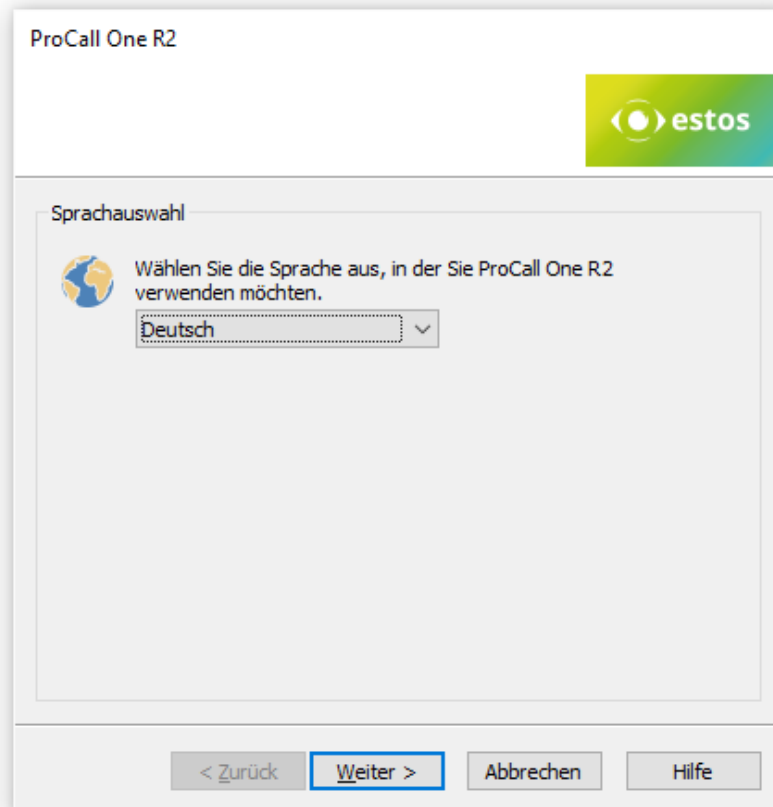 ProCall One R2
estos
Sprachauswahl
Wählen Sie die Sprache aus, in der Sie ProCall One R2
verwenden möchten.
Deutsch
< Zurück
Weiter >
Abbrechen
Hilfe